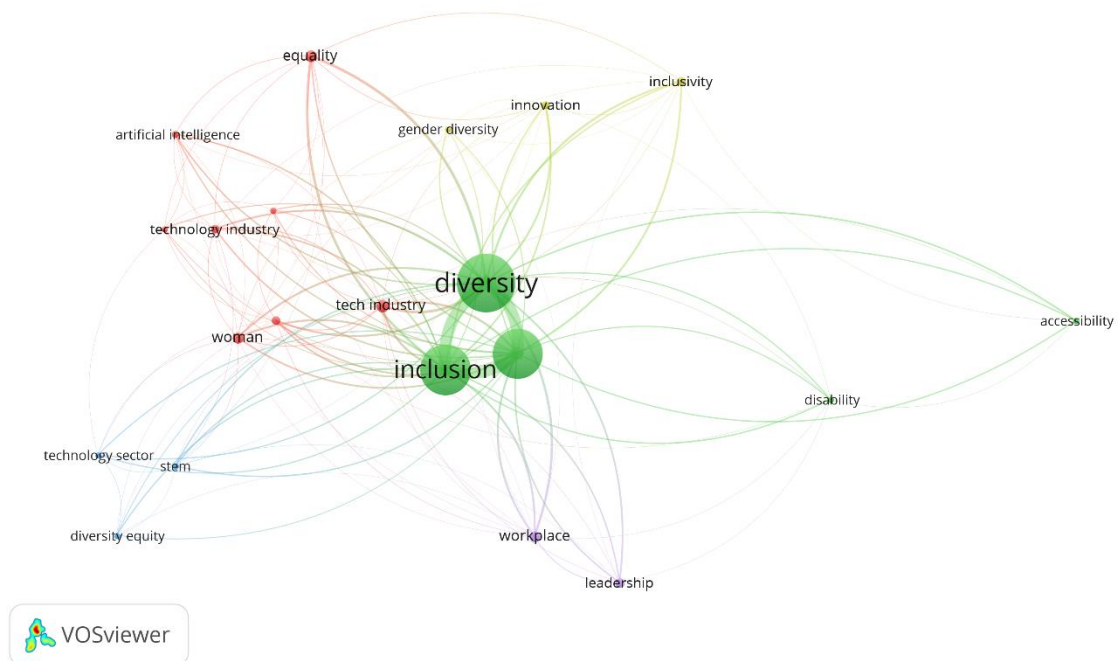 equality
inclusivity
innovation
gender diversity
artificial intelligence
technology industry
diversity
tech industry
accessibility
woman
inclusion
disability
technology sector
stem
diversity equity
workplace
leadership
VOSviewer